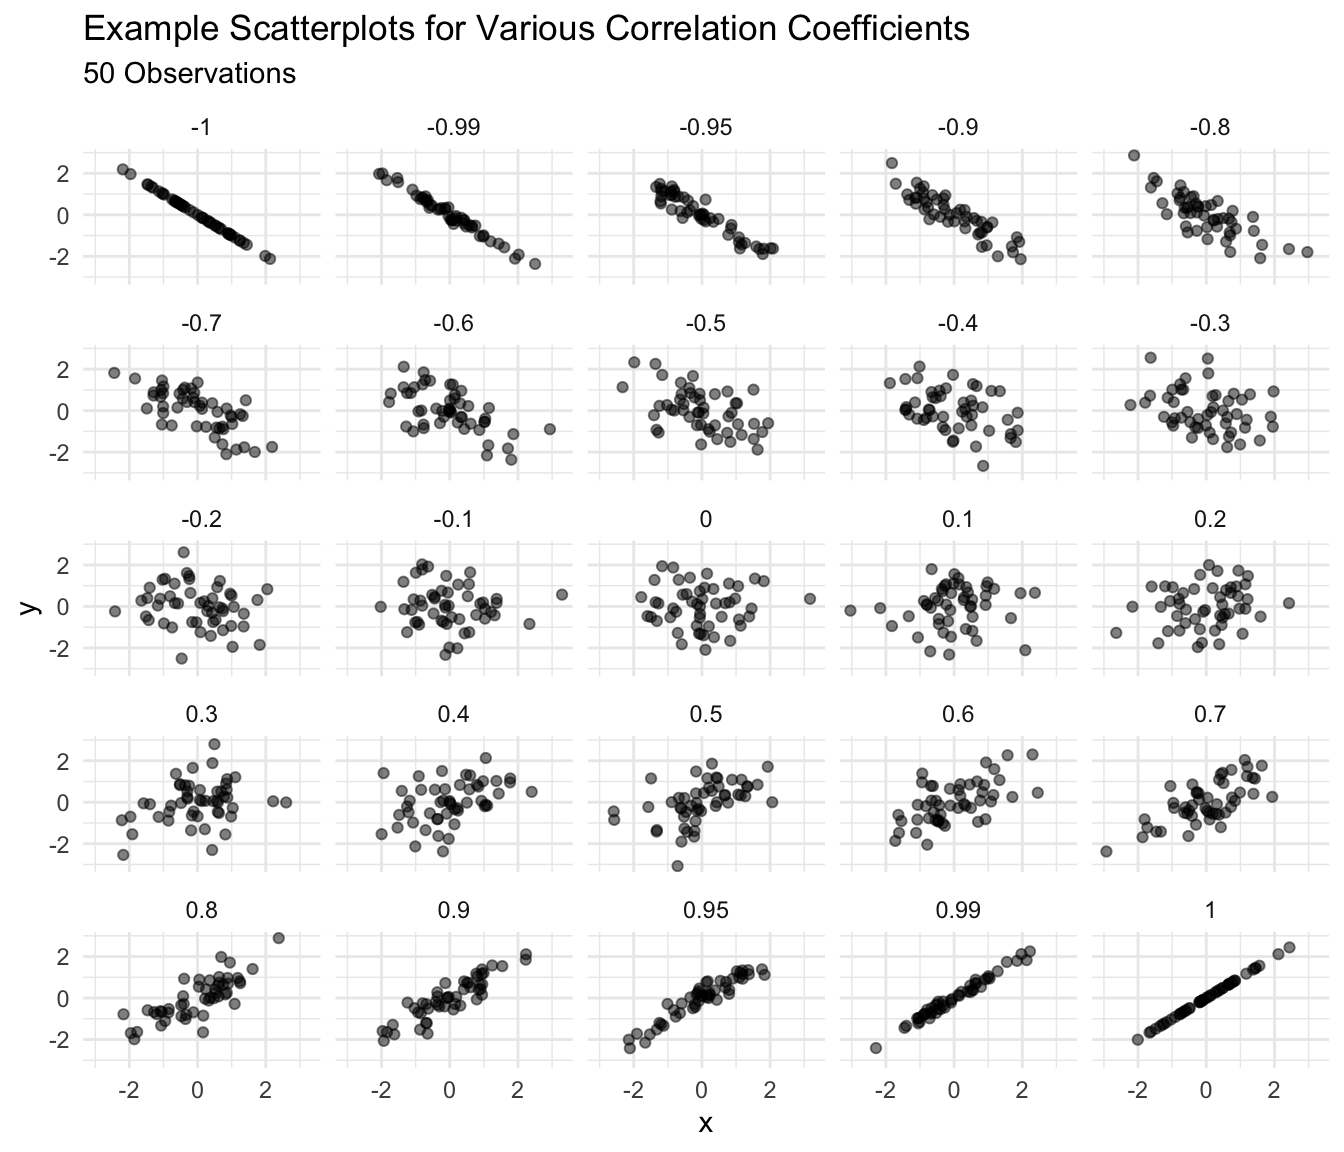 Example Scatterplots for Various Correlation Coefficients
50 Observations
-1 -0.99 -0.95 -0.9 -0.8
2
0
-2
-0.7 -0.6 -0.5 -0.4 -0.3
2
0
-2
-0.2 -0.1 0 0.1 0.2
2
0
-2
y
0.3 0.4 0.5 0.6 0.7
2
0
-2
0.8 0.9 0.95 0.99 1
2
0
-2
-2 0 2 -2 0 2 -2 0 2 -2 0 2 -2 0 2
x